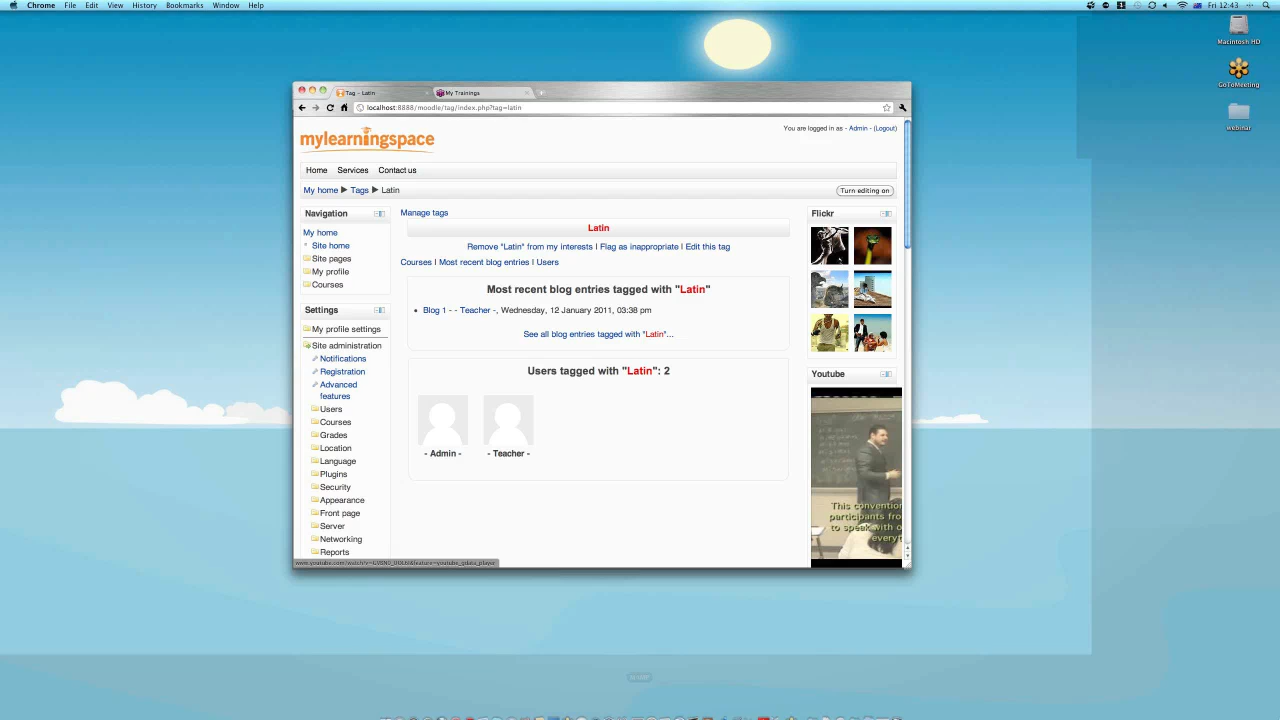 Chrome File Edit View History Bookmarks Window Help
Fri 12:43
Macintosh HD
GoToMeeting
webinar
Tag - Latin
My Trainings
localhost:8888/moodle/tag/index.php?tag=latin
mylearningspace
You are logged in as - Admin - (Logout)
Home Services Contact us
My home ► Tags ► Latin
Turn editing on
Navigation
My home
Site home
Site pages
My profile
Courses
Settings
My profile settings
Site administration
Notifications
Registration
Advanced
features
Users
Courses
Grades
Location
Language
Plugins
Security
Appearance
Front page
Server
Networking
Reports
Manage tags
Latin
Remove "Latin" from my interests | Flag as inappropriate | Edit this tag
Courses | Most recent blog entries | Users
Most recent blog entries tagged with "Latin"
• Blog 1 - - Teacher -, Wednesday, 12 January 2011, 03:38 pm
See all blog entries tagged with "Latin"...
Users tagged with "Latin": 2
- Admin -
- Teacher -
Flickr
Youtube
This convention
participants fro
to speak with o
everyt